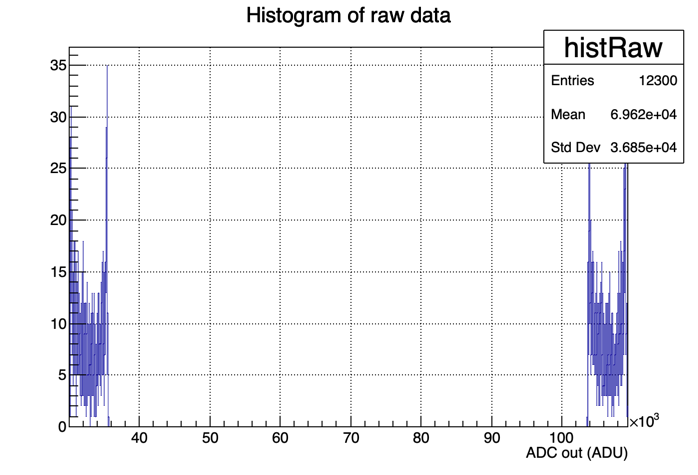 Histogram of raw data
histRaw
Entries 12300
Mean 6.962e+04
Std Dev 3.685e+04
35
30
25
20
15
10
5
0
40 50 60 70 80 90 100
×10³
ADC out (ADU)